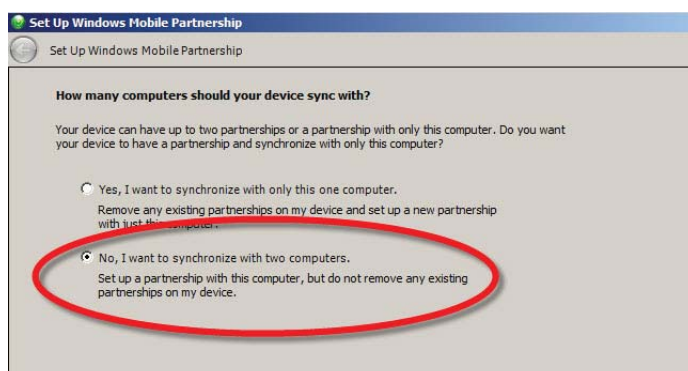 Set Up Windows Mobile Partnership
Set Up Windows Mobile Partnership
How many computers should your device sync with?
Your device can have up to two partnerships or a partnership with only this computer. Do you want
your device to have a partnership and synchronize with only this computer?
Yes, I want to synchronize with only this one computer.
Remove any existing partnerships on my device and set up a new partnership
with just this computer.
No, I want to synchronize with two computers.
Set up a partnership with this computer, but do not remove any existing
partnerships on my device.